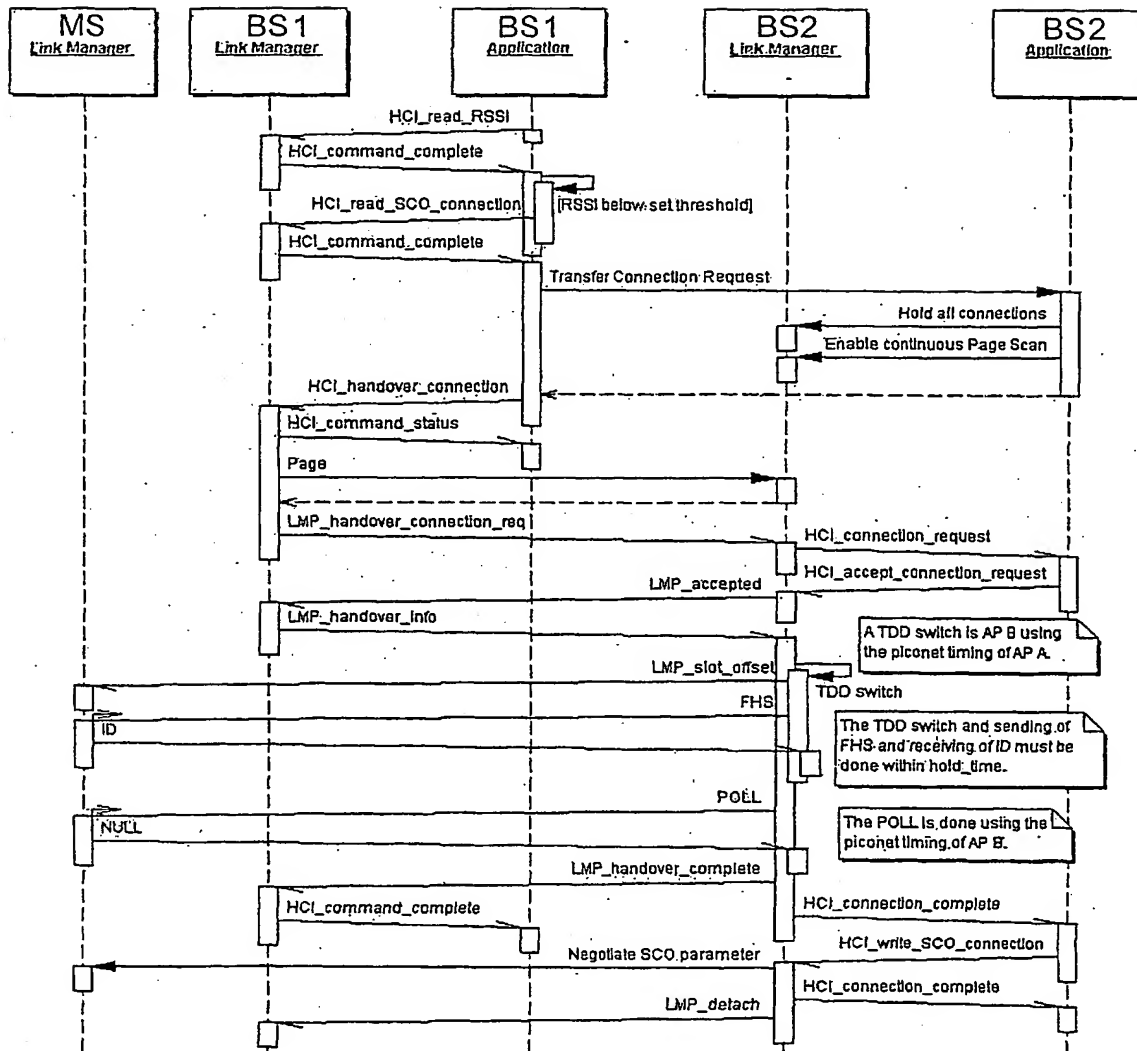 MS
Link Manager
BS1
Link Manager
BS1
Application
BS2
Link Manager
BS2
Application
HCI_read_RSSI
HCI_command_complete
HCI_read_SCO_connection
[RSSI below set threshold]
HCI_command_complete
Transfer Connection Request
Hold all connections
Enable continuous Page Scan
HCI_handover_connection
HCI_command_status
Page
LMP_handover_connection_req
HCI_connection_request
HCI_accept_connection_request
LMP_accepted
LMP_handover_info
A TDD switch is AP B using
the piconet timing of AP A.
LMP_slot_offset
TDD switch
FHS
ID
The TDD switch and sending of
FHS and receiving of ID must be
done within hold_time.
POLL
NULL
The POLL is done using the
piconet timing of AP B.
LMP_handover_complete
HCI_command_complete
HCI_connection_complete
HCI_write_SCO_connection
Negotiate SCO parameter
HCI_connection_complete
LMP_detach